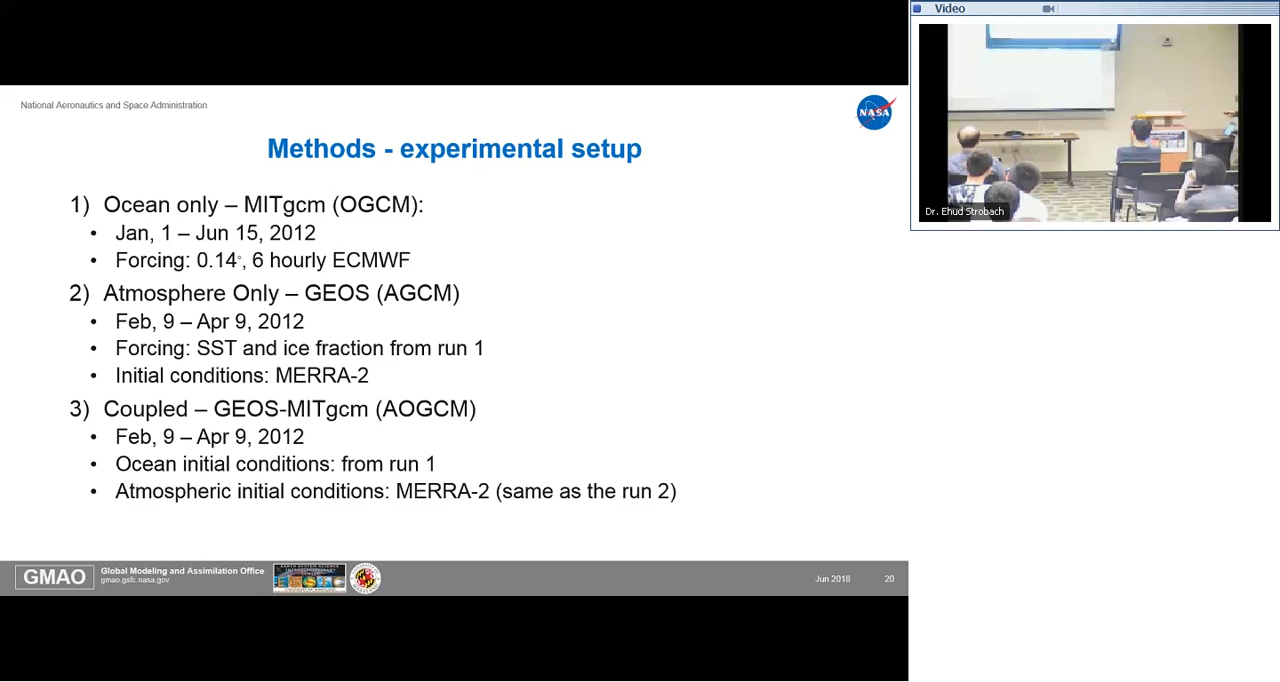 National Aeronautics and Space Administration
NASA
Methods - experimental setup
1) Ocean only – MITgcm (OGCM):
• Jan, 1 – Jun 15, 2012
• Forcing: 0.14°, 6 hourly ECMWF
2) Atmosphere Only – GEOS (AGCM)
• Feb, 9 – Apr 9, 2012
• Forcing: SST and ice fraction from run 1
• Initial conditions: MERRA-2
3) Coupled – GEOS-MITgcm (AOGCM)
• Feb, 9 – Apr 9, 2012
• Ocean initial conditions: from run 1
• Atmospheric initial conditions: MERRA-2 (same as the run 2)
GMAO
Global Modeling and Assimilation Office
gmao.gsfc.nasa.gov
Jun 2018
20
Video
Dr. Ehud Strobach